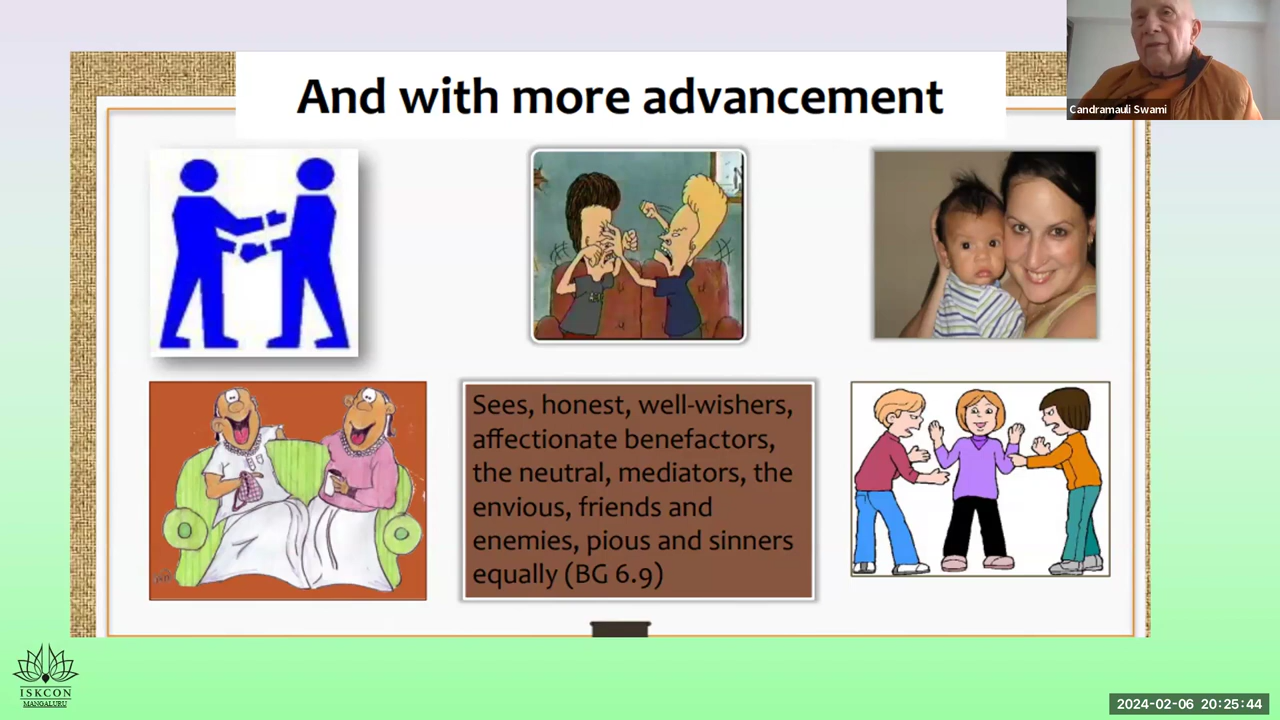 And with more advancement
Candramauli Swami
Sees, honest, well-wishers,
affectionate benefactors,
the neutral, mediators, the
envious, friends and
enemies, pious and sinners
equally (BG 6.9)
ISKCON
MANGALURU
2024-02-06 20:25:44